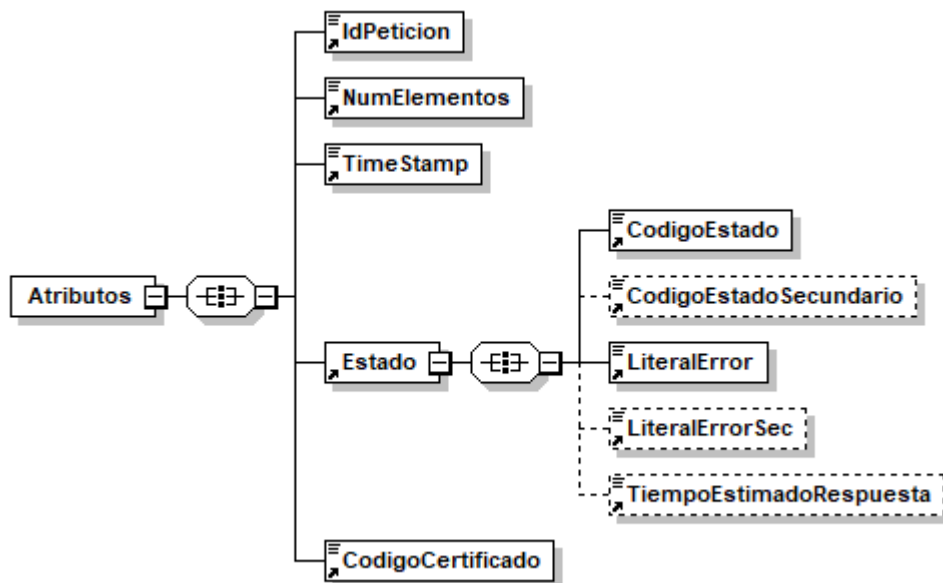 IdPeticion
NumElementos
TimeStamp
CodigoEstado
CodigoEstadoSecundario
Atributos
Estado
LiteralError
LiteralErrorSec
TiempoEstimadoRespuesta
CodigoCertificado